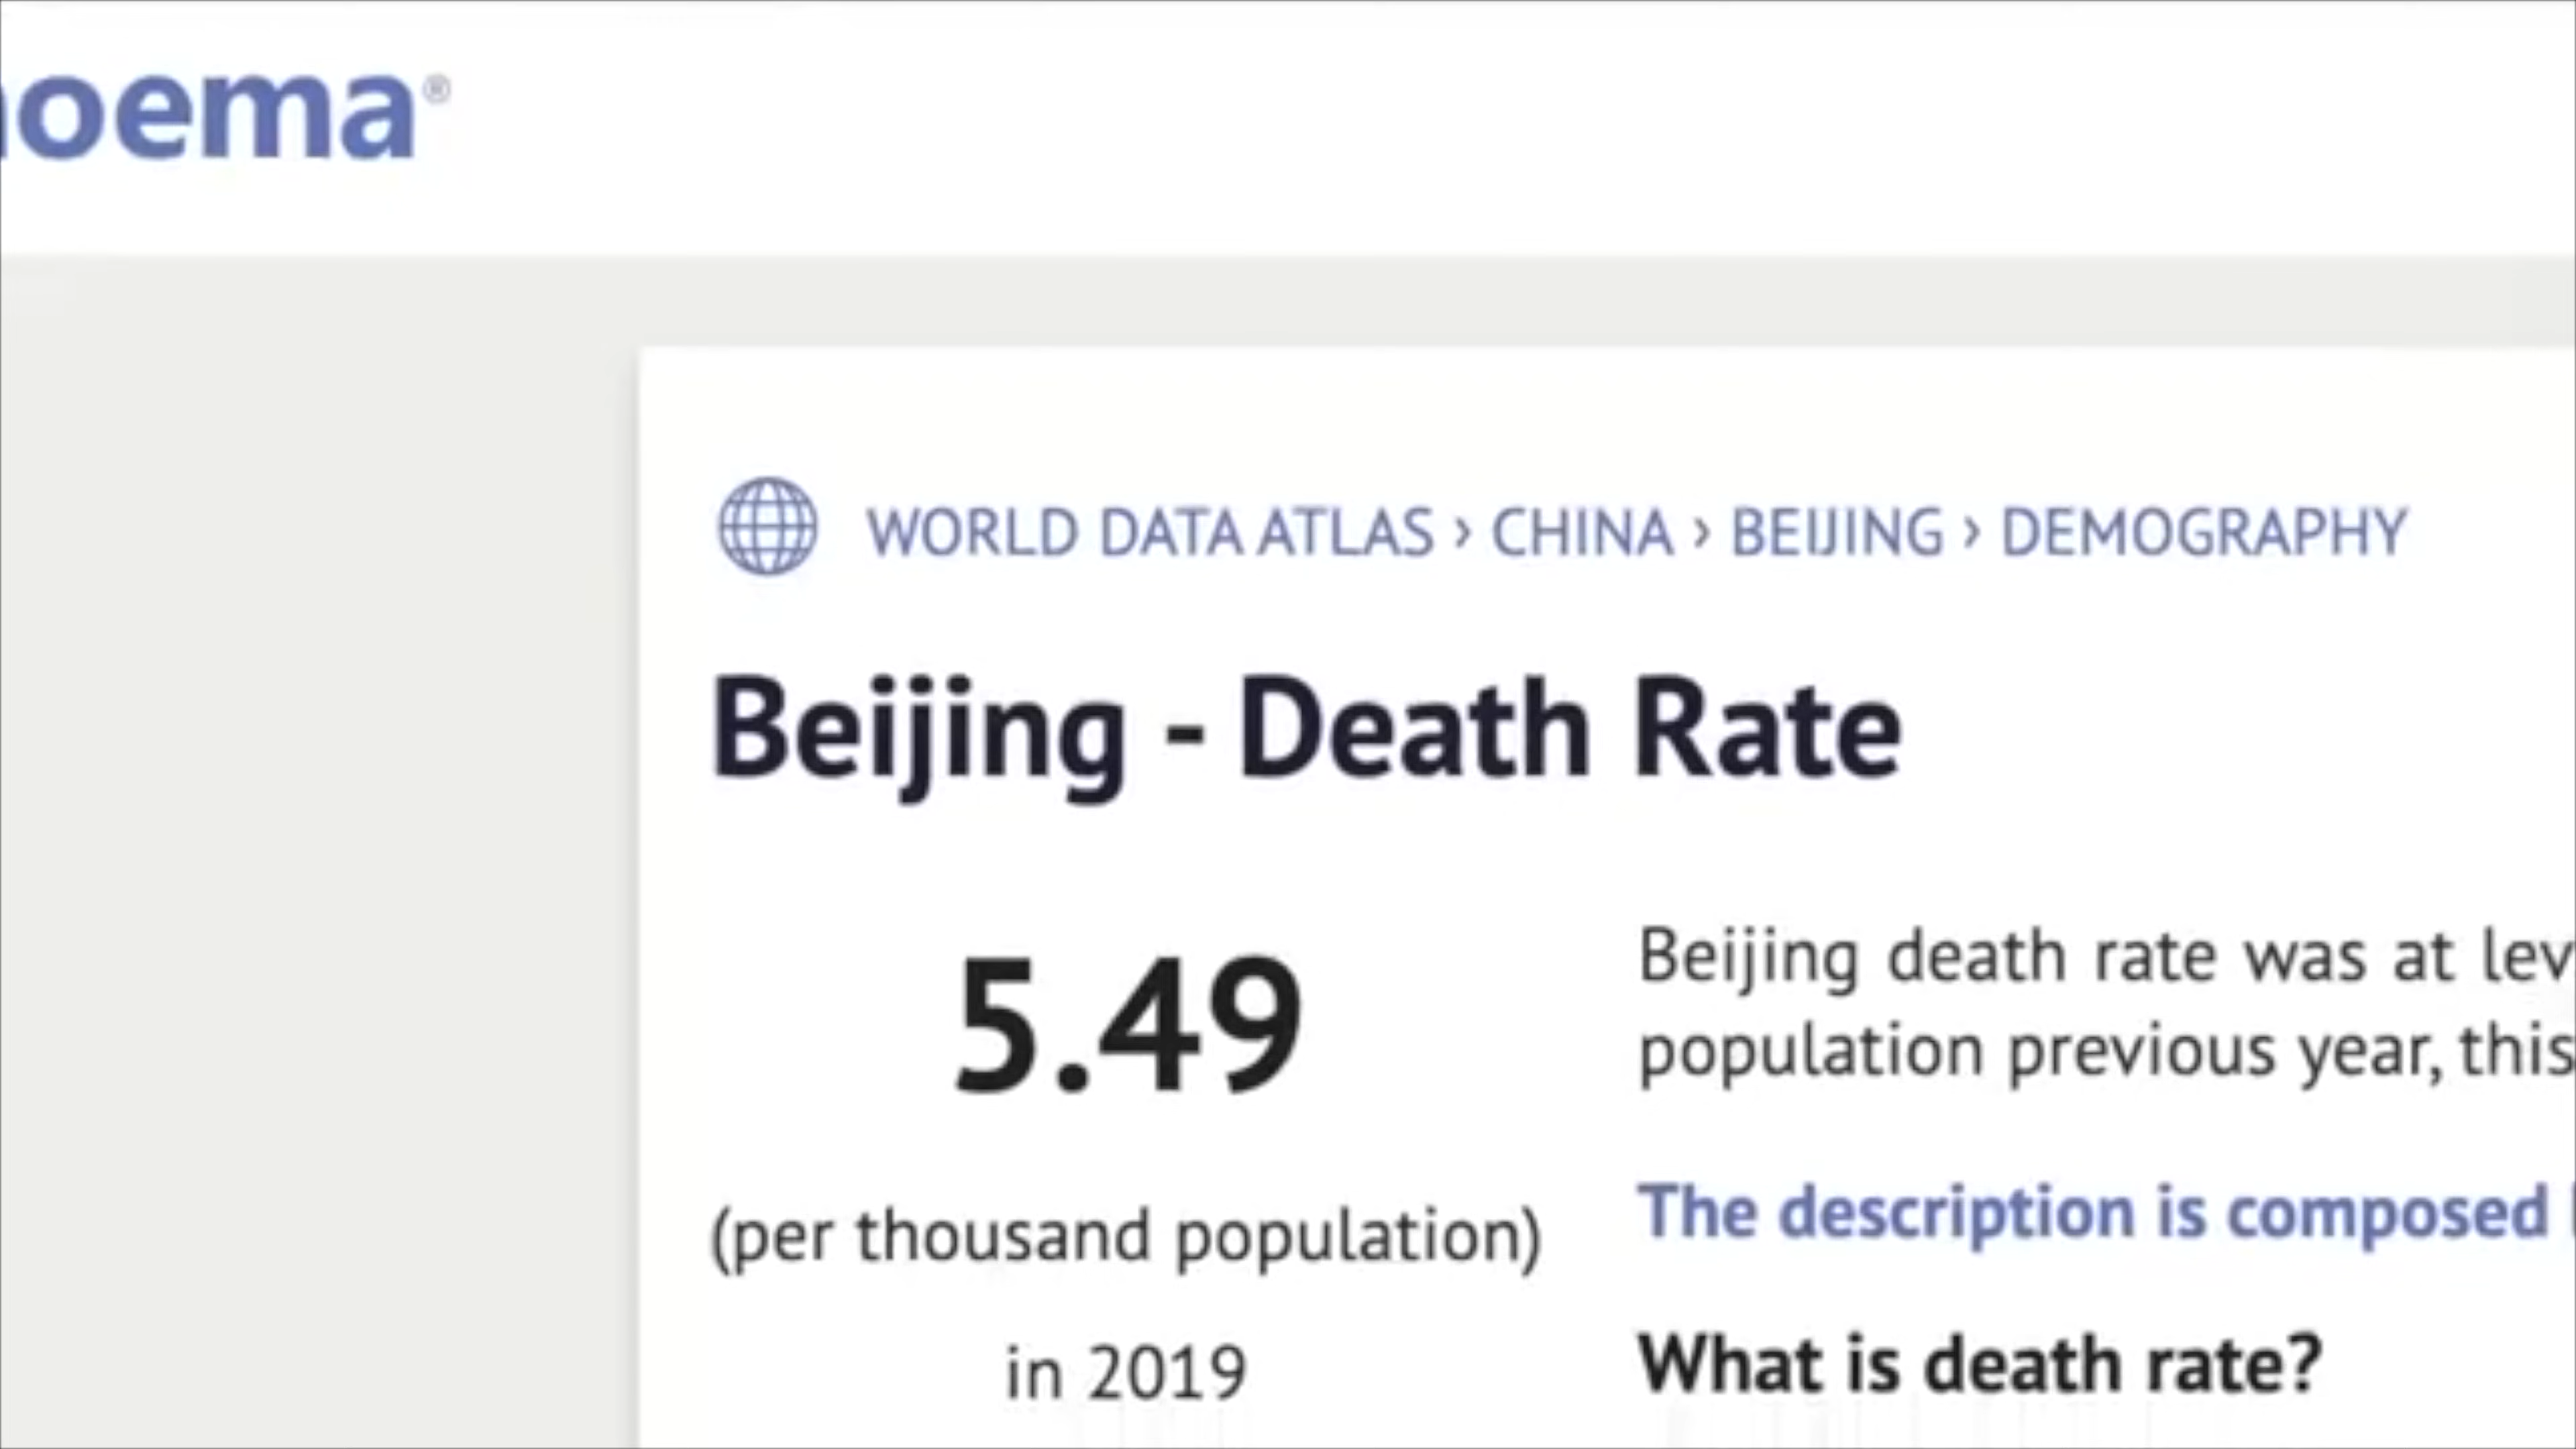 oema®
WORLD DATA ATLAS › CHINA › BEIJING › DEMOGRAPHY
Beijing - Death Rate
5.49
(per thousand population)
in 2019
Beijing death rate was at lev
population previous year, this
The description is composed
What is death rate?